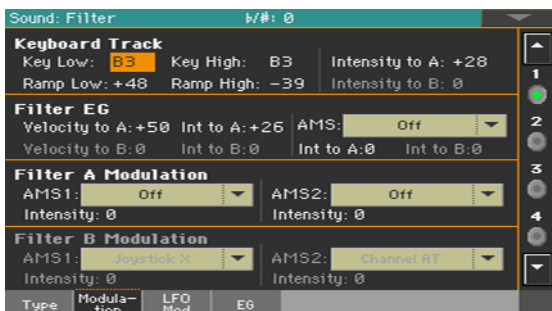 Sound: Filter ♭/#: 0
Keyboard Track
Key Low: B3 Key High: B3 Intensity to A: +28
Ramp Low: +48 Ramp High: -39 Intensity to B: 0
Filter EG
Velocity to A:+50 Int to A:+26 AMS: Off
Velocity to B:0 Int to B:0 Int to A:0 Int to B:0
Filter A Modulation
AMS1: Off AMS2: Off
Intensity: 0 Intensity: 0
Filter B Modulation
AMS1: Joystick X AMS2: Channel AT
Intensity: 0 Intensity: 0
Type Modula-tion LFO Mod EG
1
2
3
4